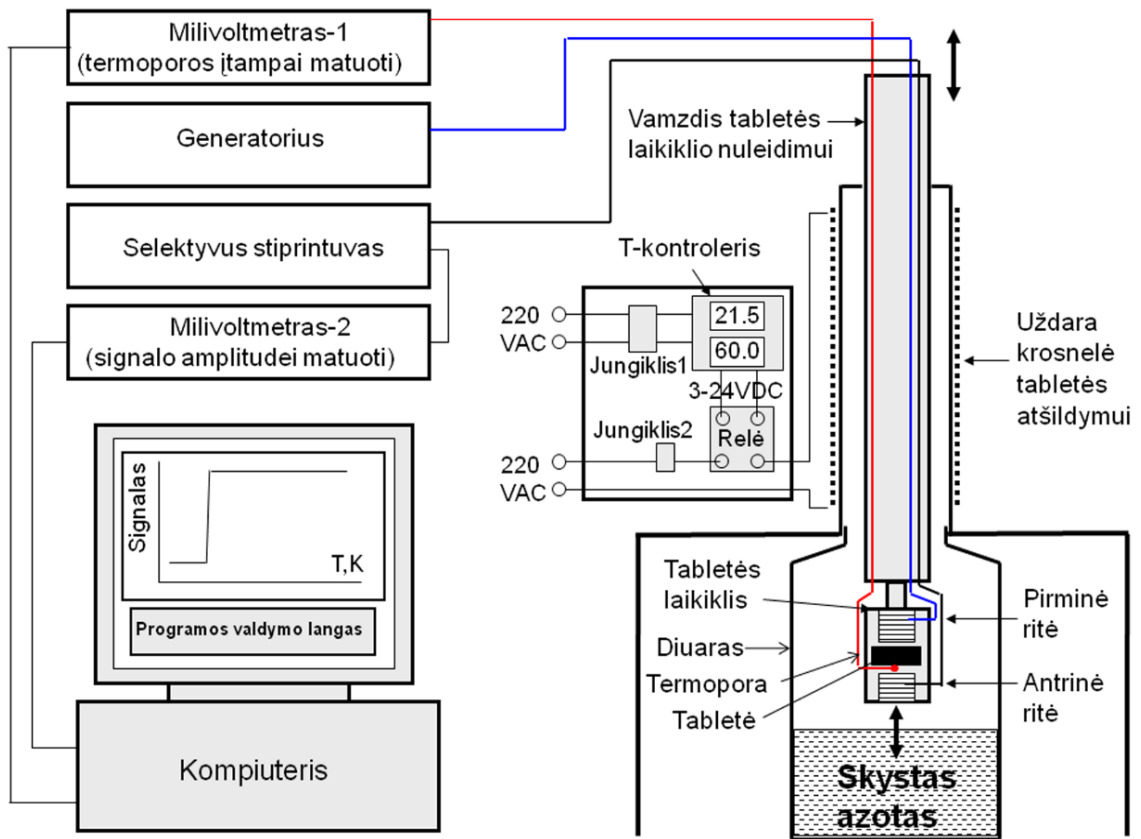 Milivoltmetras-1
(termoporos įtampai matuoti)
Generatorius
Selektyvus stiprintuvas
Milivoltmetras-2
(signalo amplitudei matuoti)
Signalas
T,K
Programos valdymo langas
Kompiuteris
Vamzdis tabletės
laikiklio nuleidimui
T-kontroleris
220
VAC
21.5
60.0
Jungiklis1
3-24VDC
Jungiklis2
Relė
220
VAC
Uždara
krosnelė
tabletės
atšildymui
Tabletės
laikiklis
Diuaras
Termopora
Tabletė
Pirminė
ritė
Antrinė
ritė
Skystas
azotas